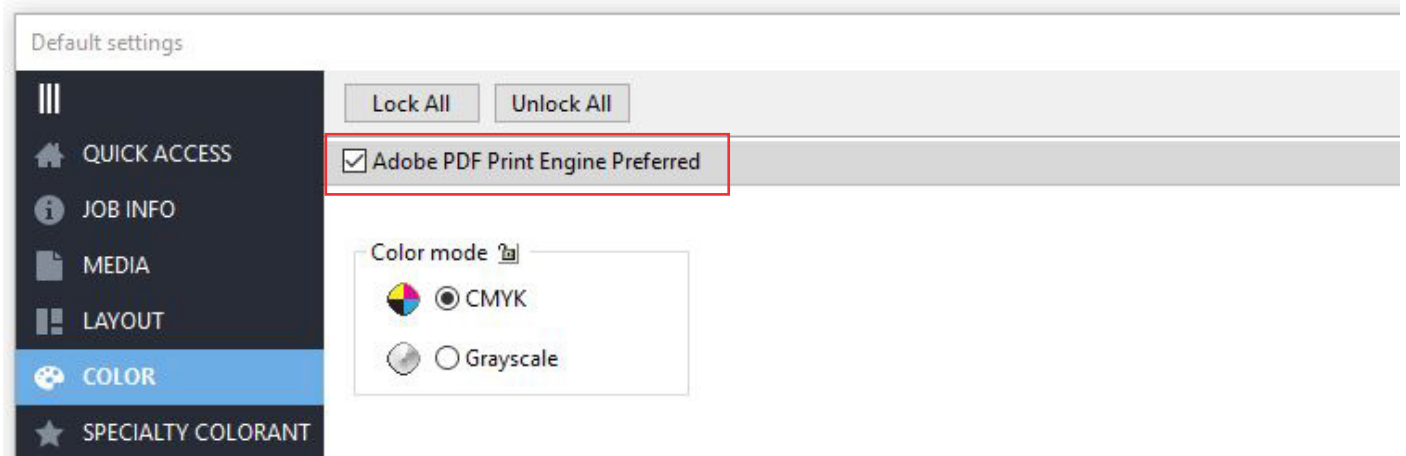 Default settings
Lock All
Unlock All
QUICK ACCESS
Adobe PDF Print Engine Preferred
JOB INFO
MEDIA
Color mode
CMYK
LAYOUT
Grayscale
COLOR
SPECIALTY COLORANT